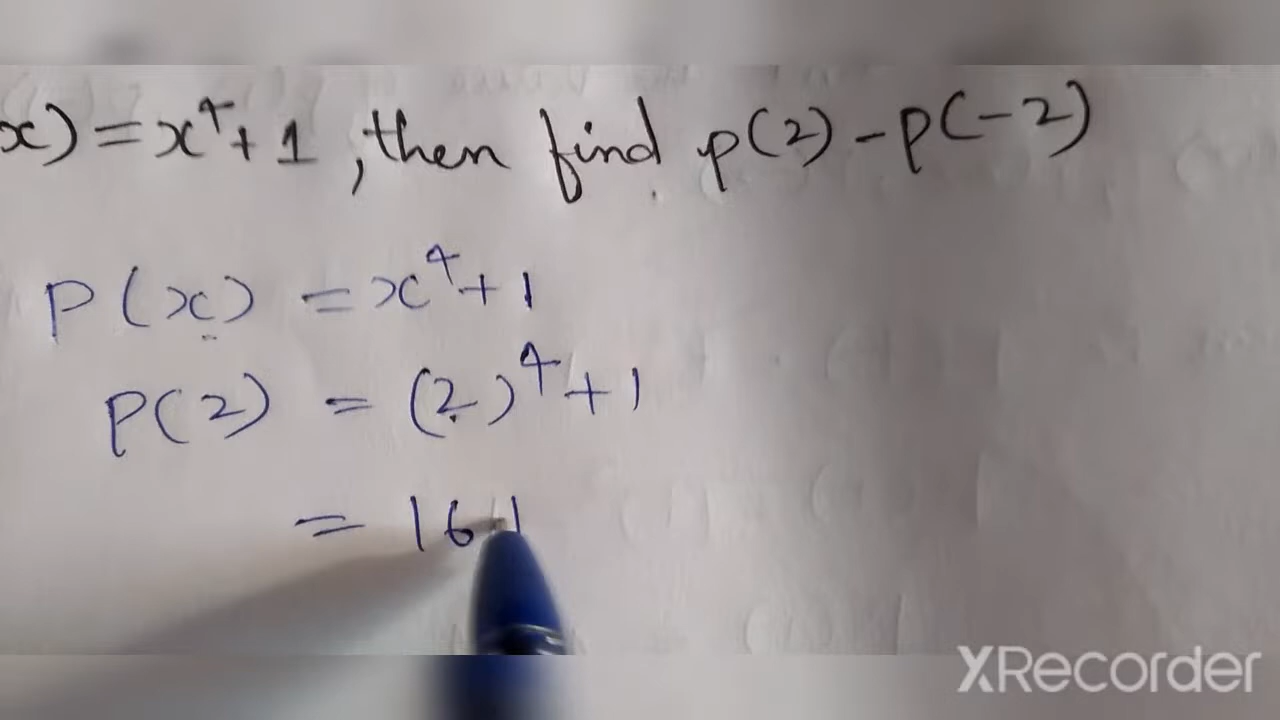 x) = x⁴ + 1, then find p(2) - p(-2)
P(x) = x⁴ + 1
P(2) = (2)⁴ + 1
= 16
XRecorder